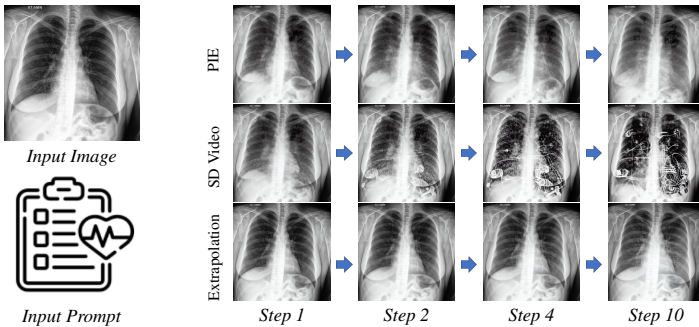 Input Image
Input Prompt
PIE
SD Video
Extrapolation
Step 1
Step 2
Step 4
Step 10